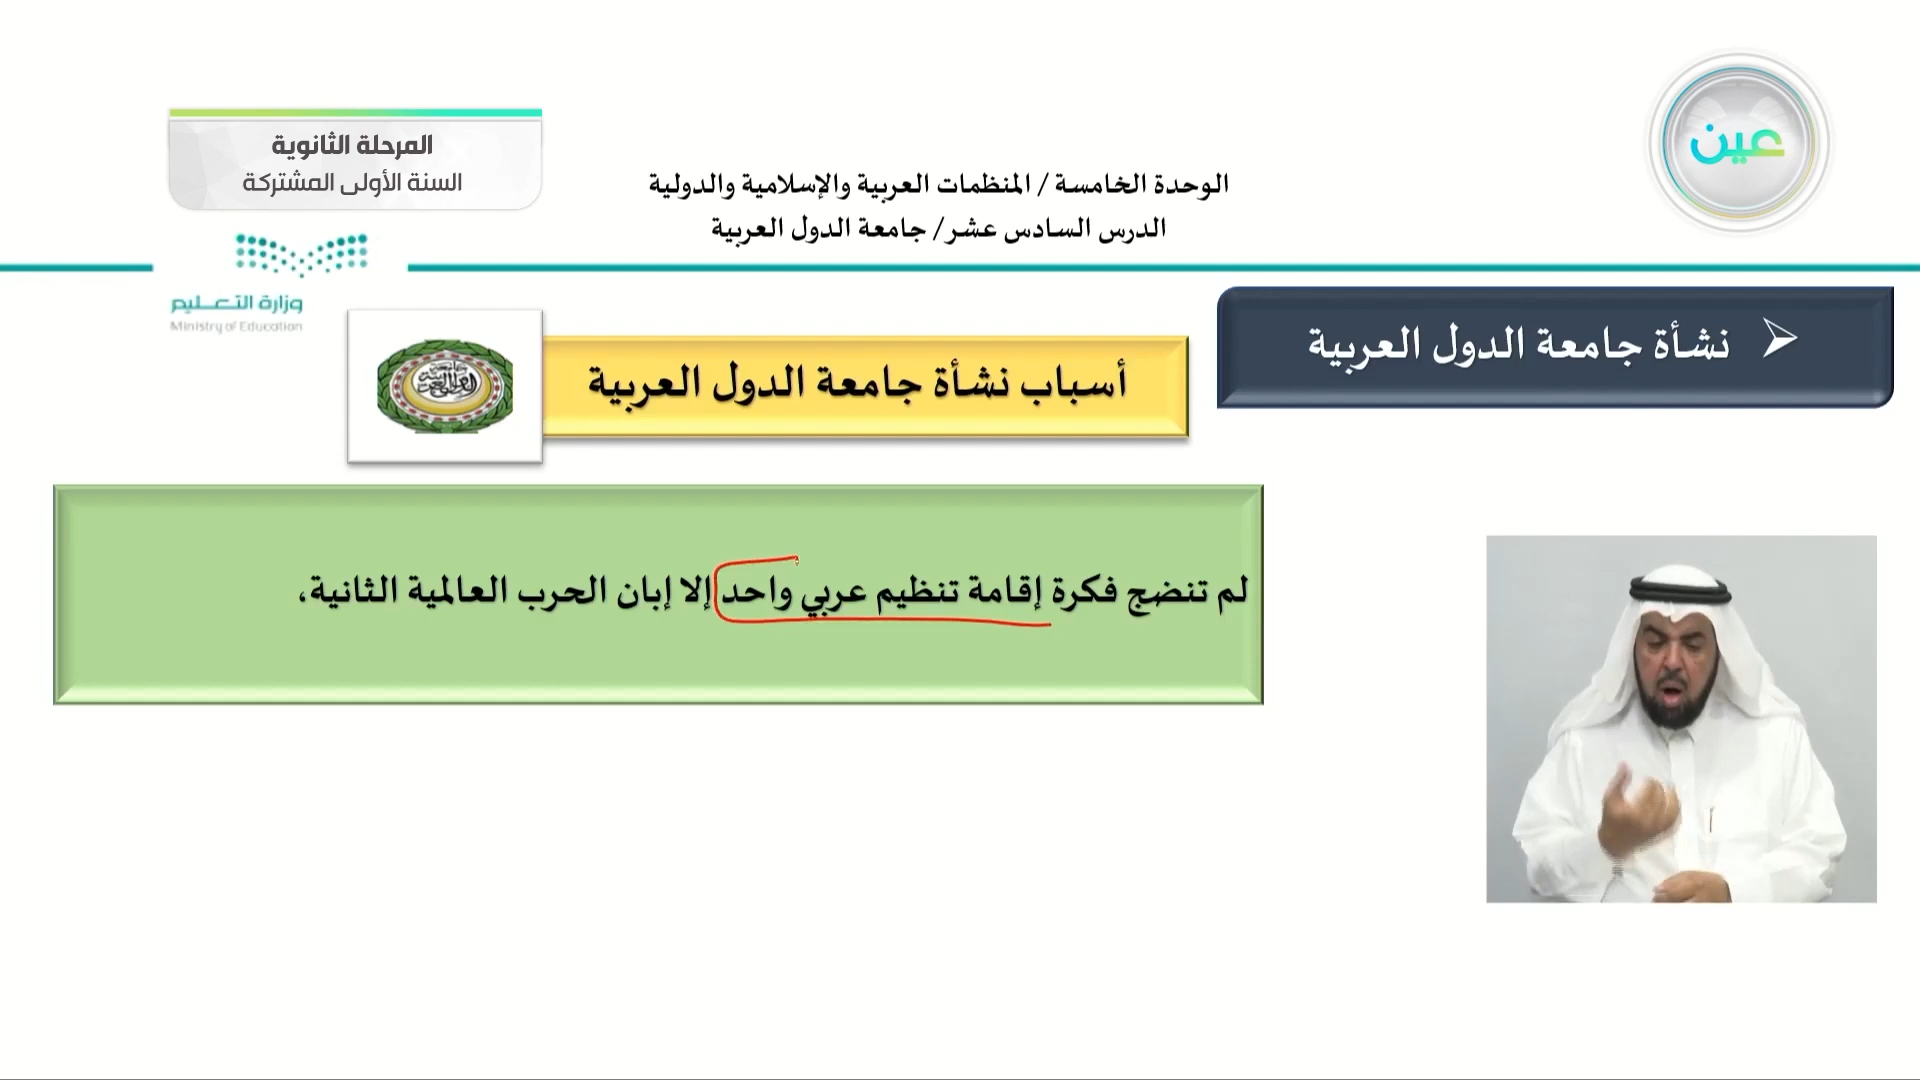 عين
المرحلة الثانوية
السنة الأولى المشتركة
الوحدة الخامسة / المنظمات العربية والإسلامية والدولية
الدرس السادس عشر/ جامعة الدول العربية
وزارة التعليم
Ministry of Education
نشأة جامعة الدول العربية
أسباب نشأة جامعة الدول العربية
لم تنضج فكرة إقامة تنظيم عربي واحد إلا إبان الحرب العالمية الثانية،